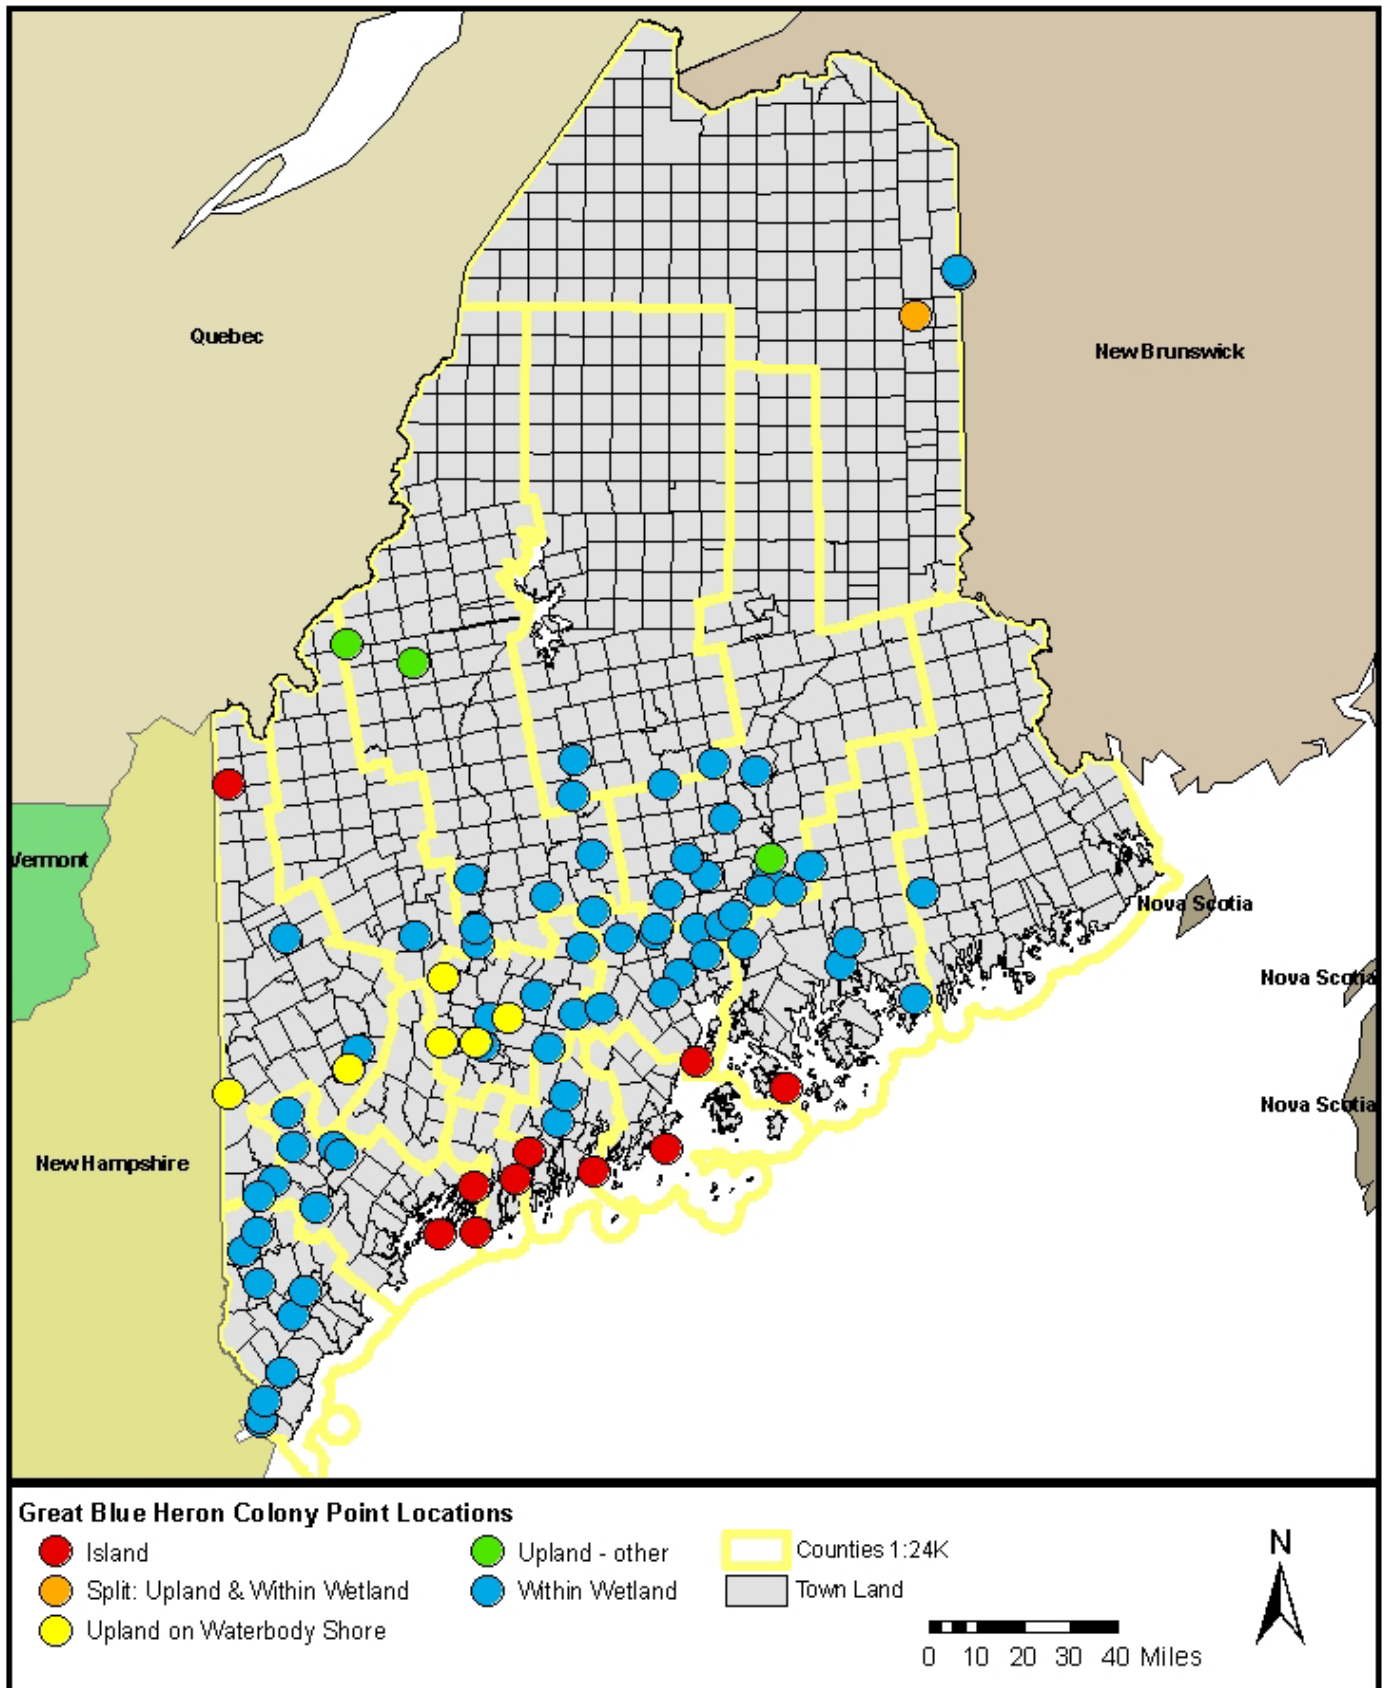 Quebec
New Brunswick
Vermont
Nova Scotia
Nova Scotia
Nova Scotia
New Hampshire
Great Blue Heron Colony Point Locations
Island
Upland - other
Counties 1:24K
Split: Upland & Within Wetland
Within Wetland
Town Land
Upland on Waterbody Shore
N
0 10 20 30 40 Miles